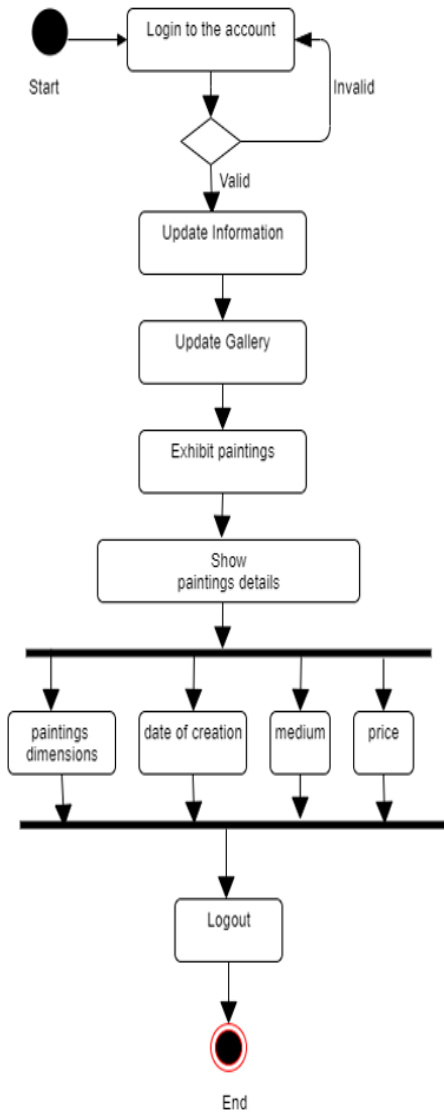 Login to the account
Start
Invalid
Valid
Update Information
Update Gallery
Exhibit paintings
Show
paintings details
paintings
dimensions
date of creation
medium
price
Logout
End